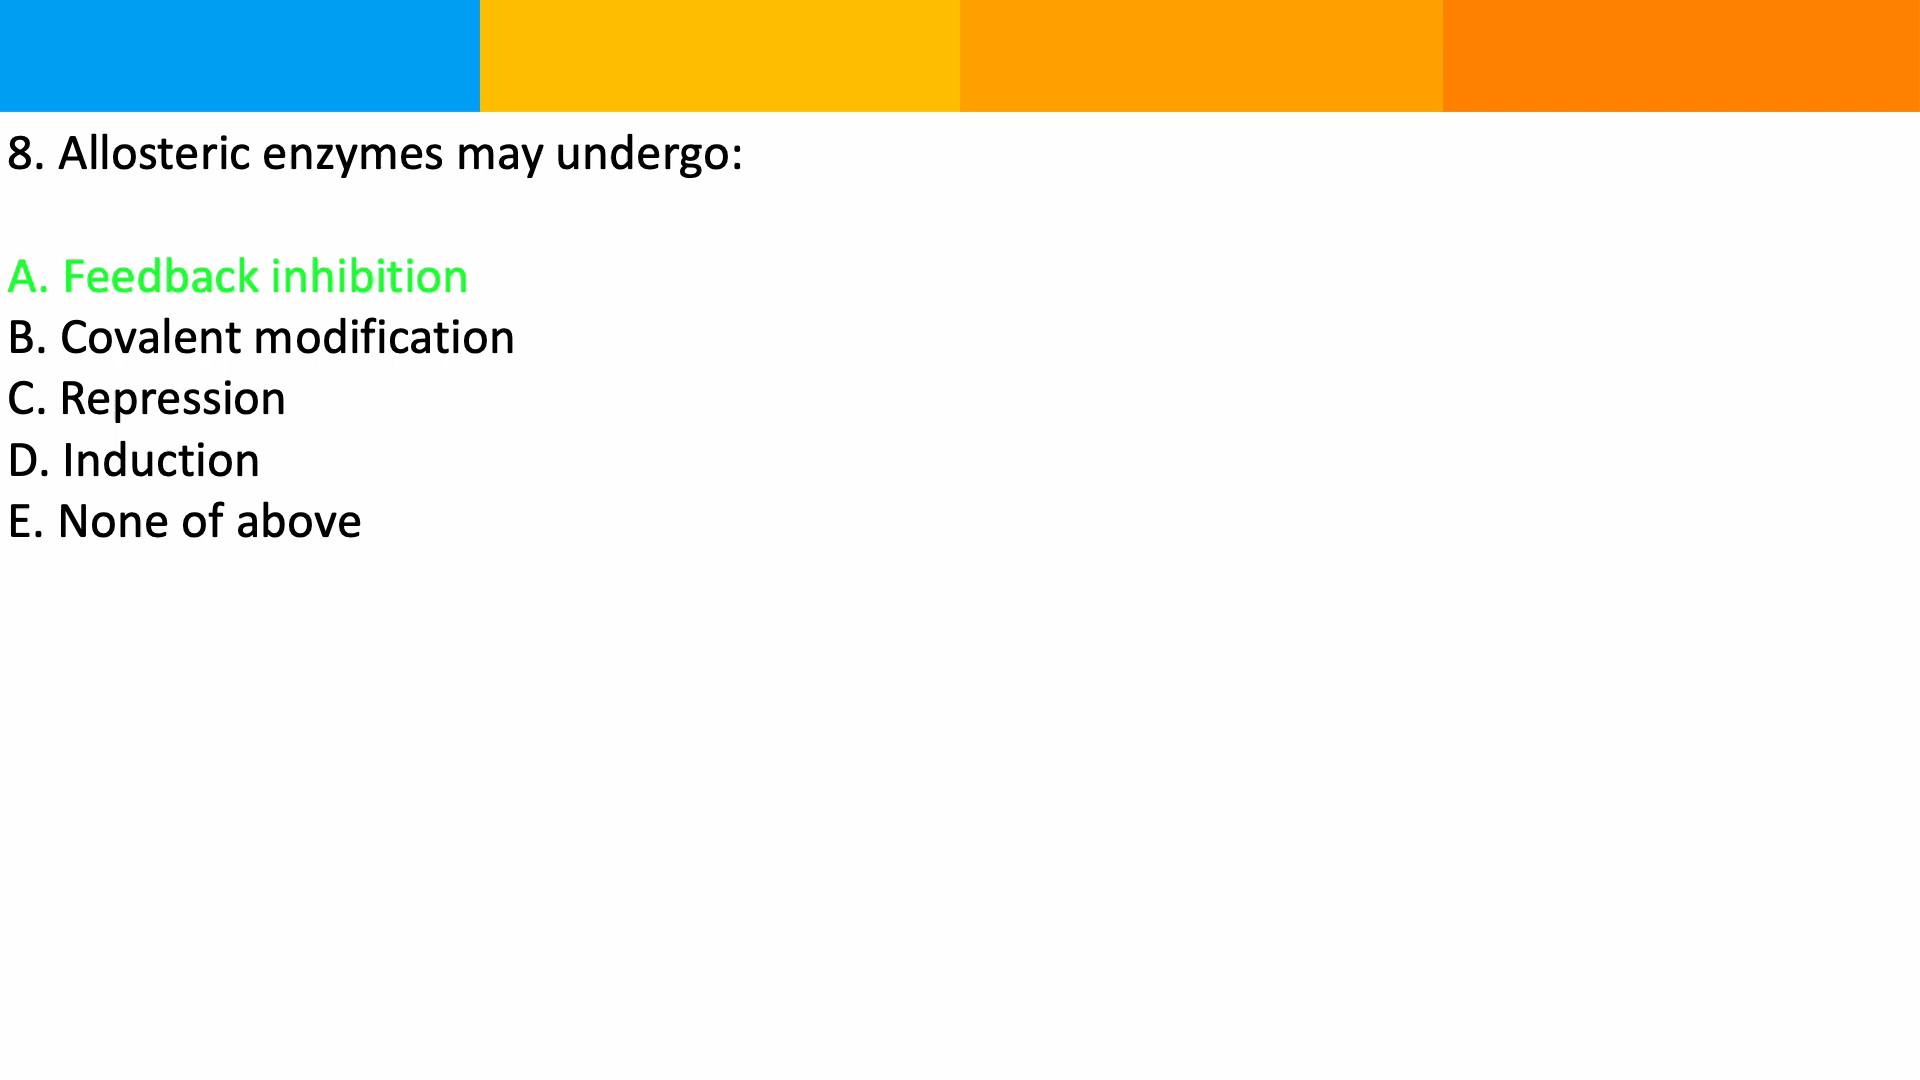 8. Allosteric enzymes may undergo:
A. Feedback inhibition
B. Covalent modification
C. Repression
D. Induction
E. None of above